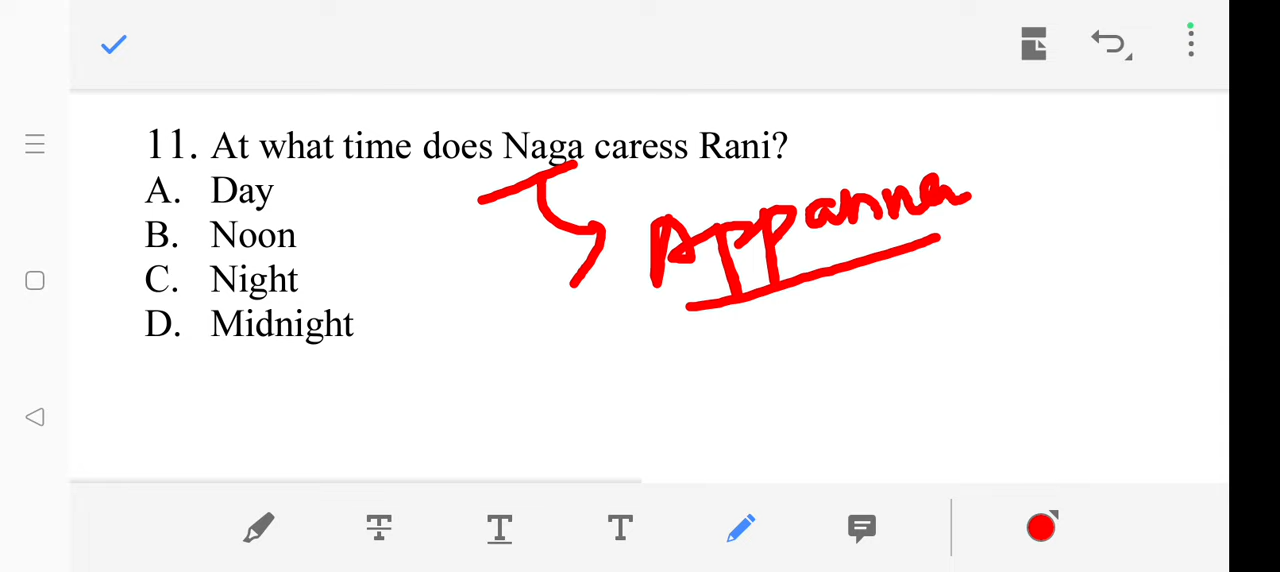 11. At what time does Naga caress Rani?
A. Day
B. Noon
C. Night
D. Midnight
Appanna
T T T